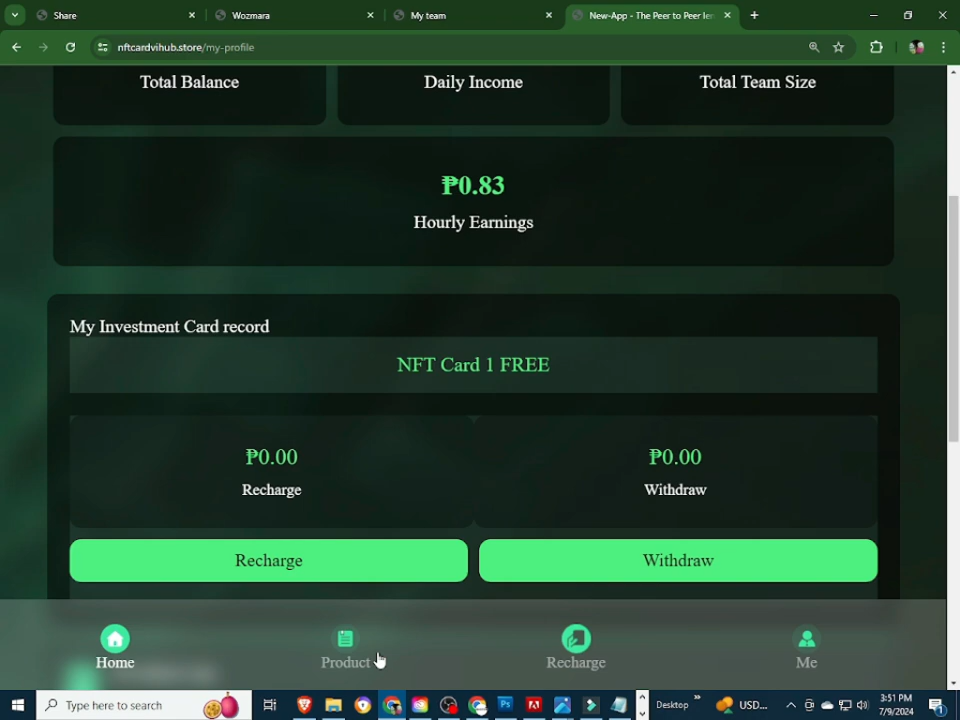 Share
Wozmara
My team
New-App - The Peer to Peer len
nftcardvihub.store/my-profile
Total Balance
Daily Income
Total Team Size
₱0.83
Hourly Earnings
My Investment Card record
NFT Card 1 FREE
₱0.00
₱0.00
Recharge
Withdraw
Recharge
Withdraw
Home
Product
Recharge
Me
Type here to search
Desktop
USD...
3:51 PM
7/9/2024